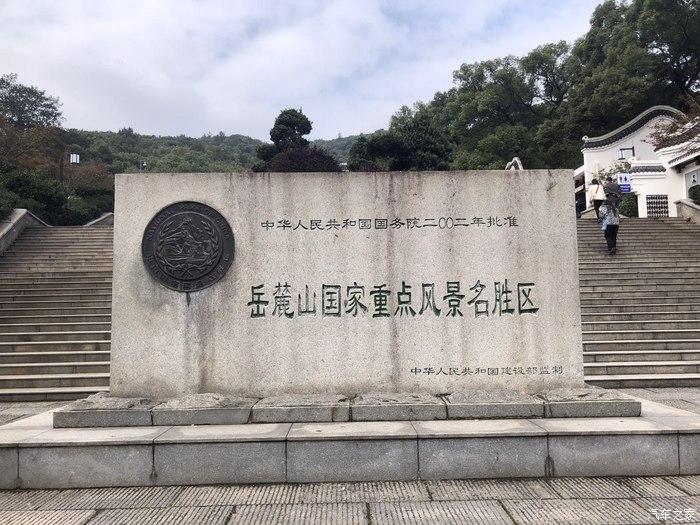 中华人民共和国国务院二〇〇二年批准
岳麓山国家重点风景名胜区
中华人民共和国建设部监制
汽车之家